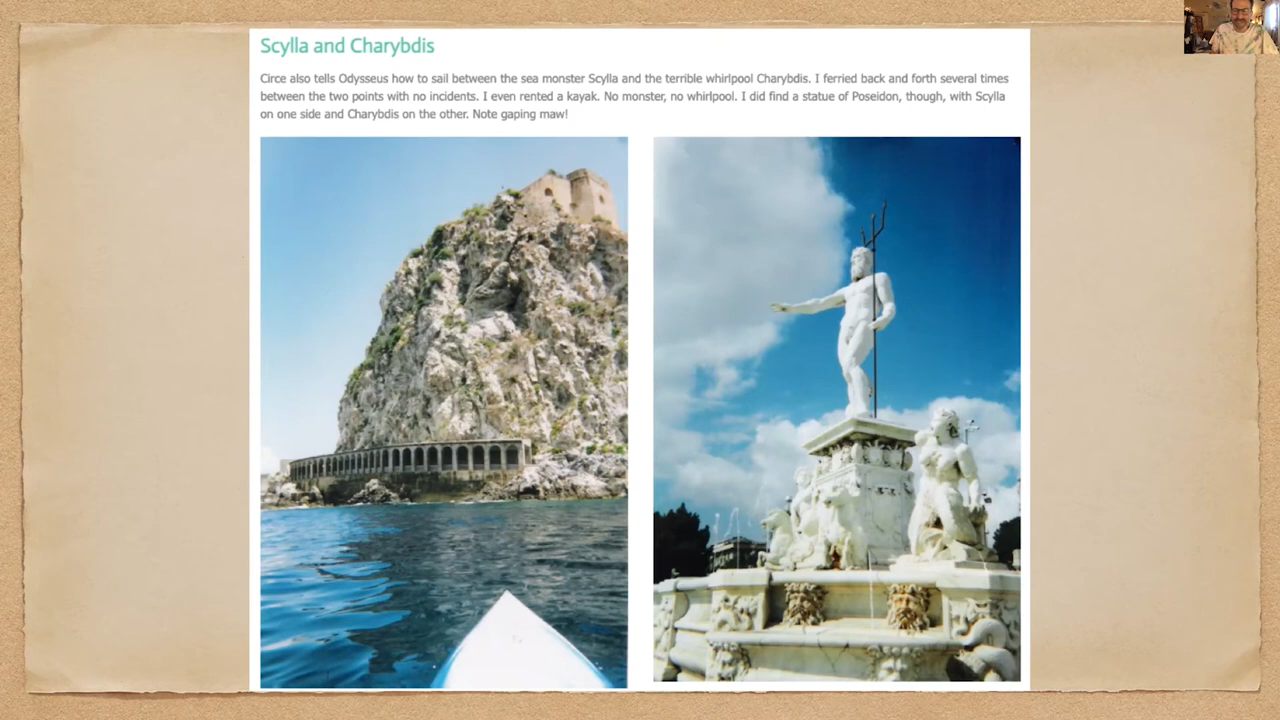 Scylla and Charybdis
Circe also tells Odysseus how to sail between the sea monster Scylla and the terrible whirlpool Charybdis. I ferried back and forth several times
between the two points with no incidents. I even rented a kayak. No monster, no whirlpool. I did find a statue of Poseidon, though, with Scylla
on one side and Charybdis on the other. Note gaping maw!